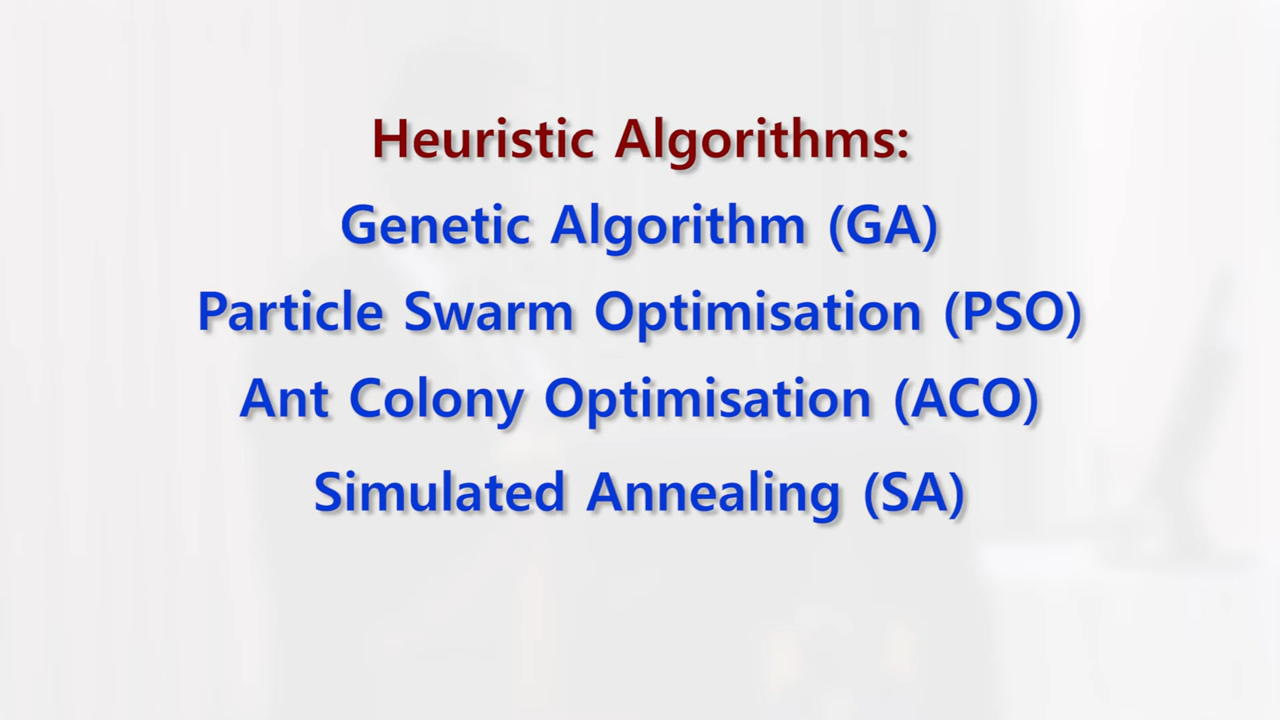 Heuristic Algorithms:
Genetic Algorithm (GA)
Particle Swarm Optimisation (PSO)
Ant Colony Optimisation (ACO)
Simulated Annealing (SA)